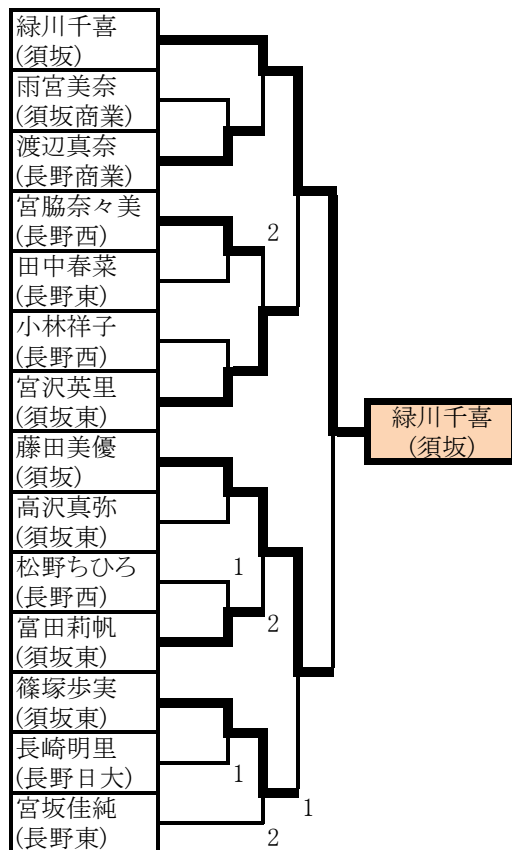 緑川千喜
(須坂)
雨宮美奈
(須坂商業)
渡辺真奈
(長野商業)
宮脇奈々美
(長野西)
2
田中春菜
(長野東)
小林祥子
(長野西)
宮沢英里
(須坂東)
緑川千喜
(須坂)
藤田美優
(須坂)
高沢真弥
(須坂東)
松野ちひろ
(長野西)
1
富田莉帆
(須坂東)
2
篠塚歩実
(須坂東)
長崎明里
(長野日大)
1
宮坂佳純
(長野東)
1
2